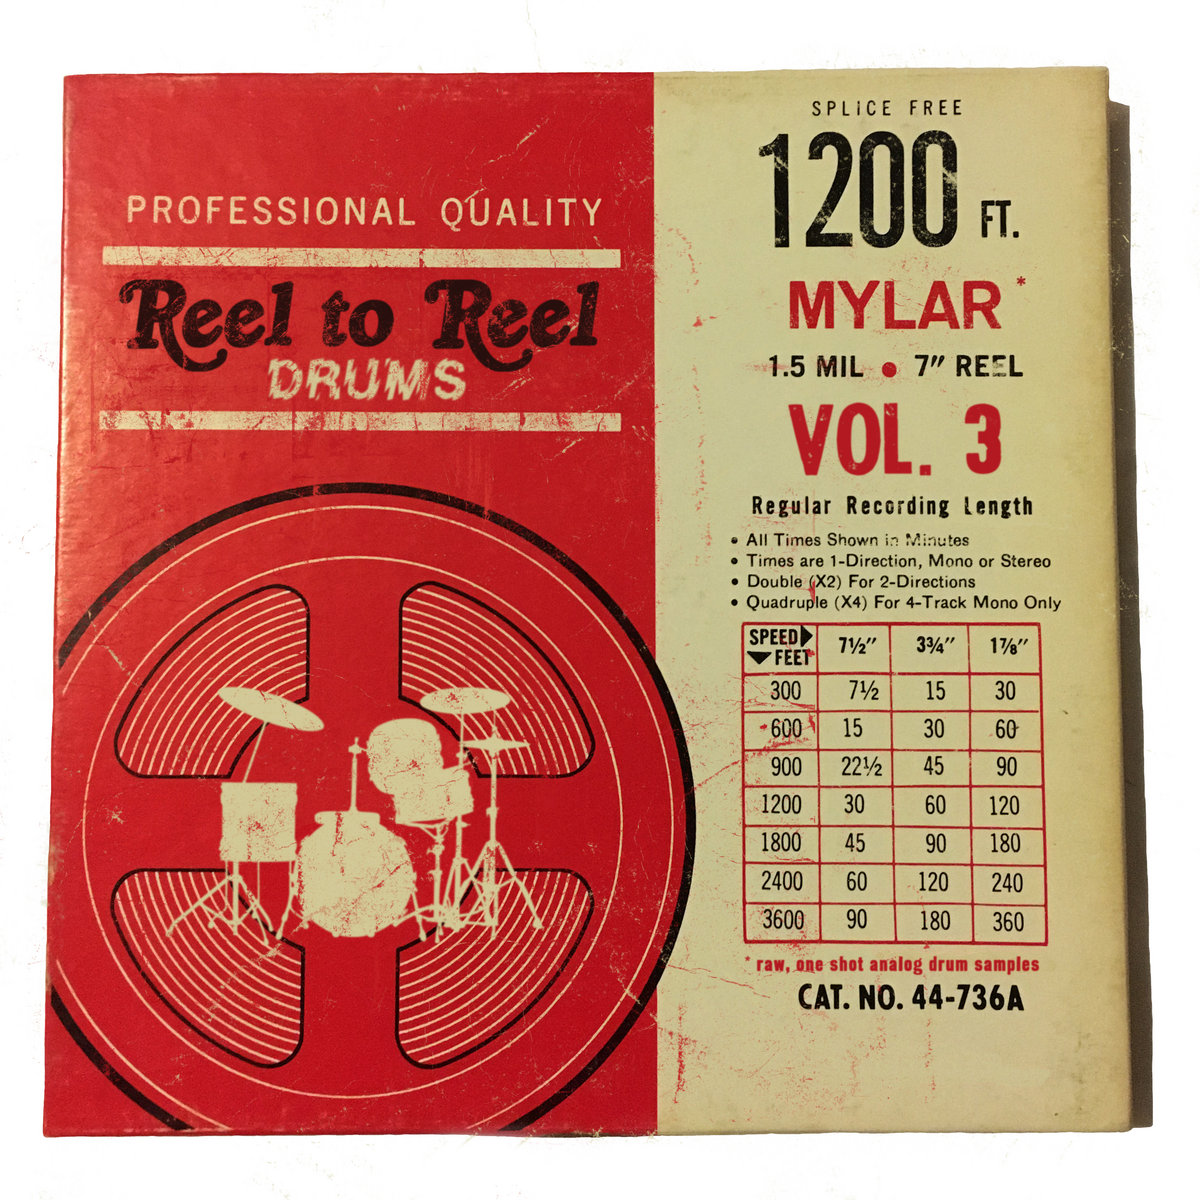 PROFESSIONAL QUALITY
Reel to Reel
DRUMS
SPLICE FREE
1200 FT.
MYLAR*
1.5 MIL • 7" REEL
VOL. 3
Regular Recording Length
• All Times Shown in Minutes
• Times are 1-Direction, Mono or Stereo
• Double (X2) For 2-Directions
• Quadruple (X4) For 4-Track Mono Only
SPEED▶ 7½" 3¾" 1⅞"
▼FEET
300 7½ 15 30
600 15 30 60
900 22½ 45 90
1200 30 60 120
1800 45 90 180
2400 60 120 240
3600 90 180 360
* raw, one shot analog drum samples
CAT. NO. 44-736A